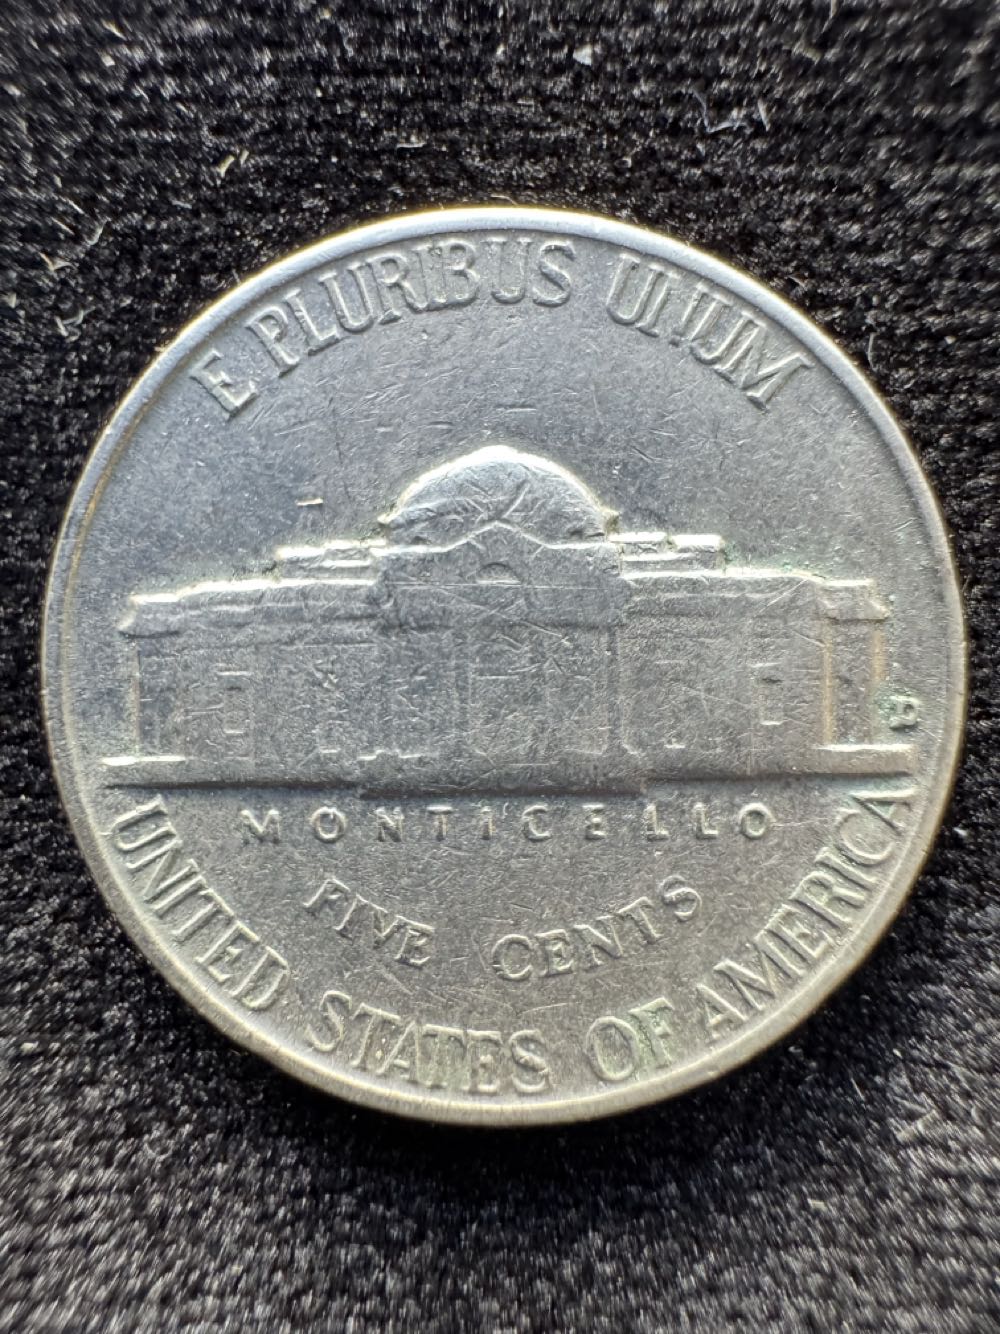 E PLURIBUS UNUM
D
MONTICELLO
FIVE CENTS
UNITED STATES OF AMERICA